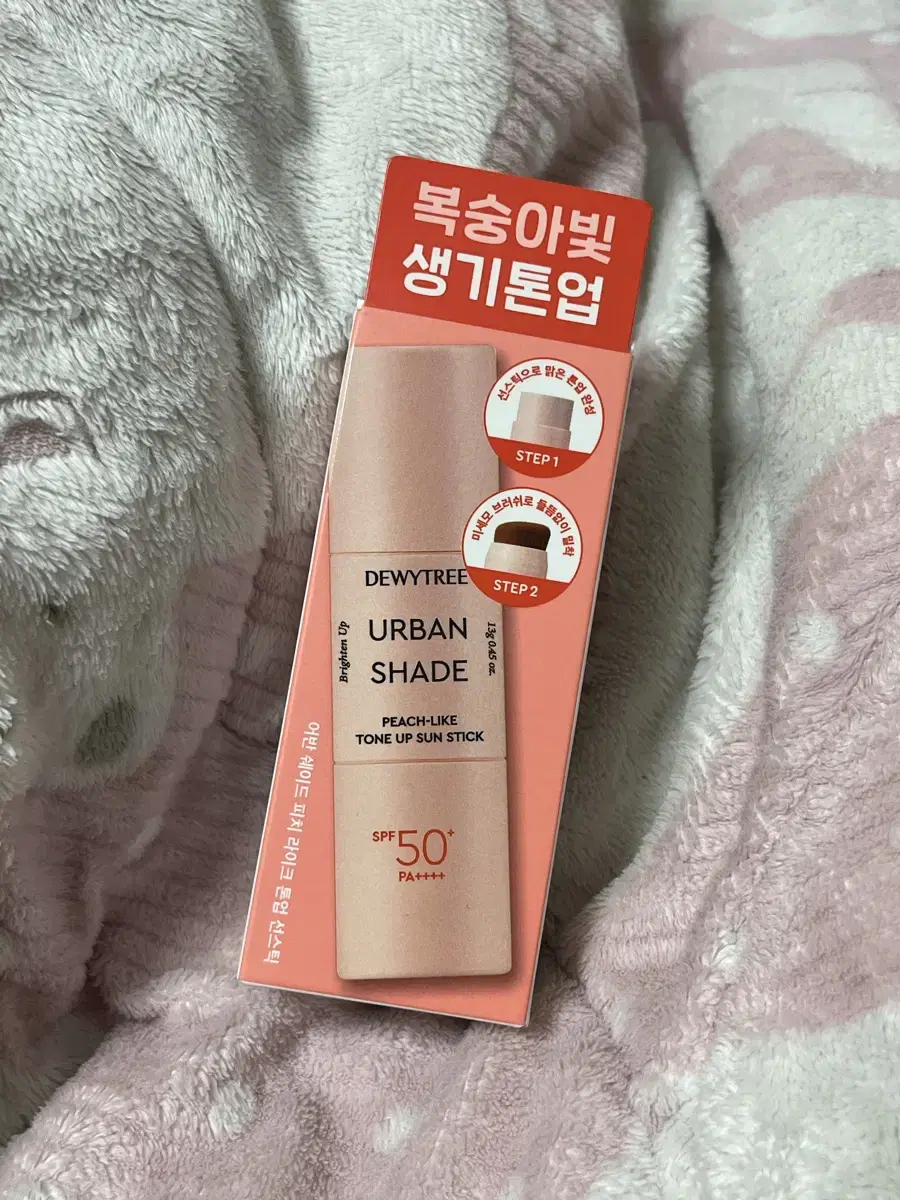 복숭아빛
생기톤업
선스틱으로 맑은 톤업 완성
STEP 1
미세모 브러쉬로 들뜸없이 밀착
STEP 2
DEWYTREE
URBAN
SHADE
Brighten Up
13g 0.45 oz.
PEACH-LIKE
TONE UP SUN STICK
SPF 50+
PA++++
어반 쉐이드 피치 라이크 톤업 선스틱